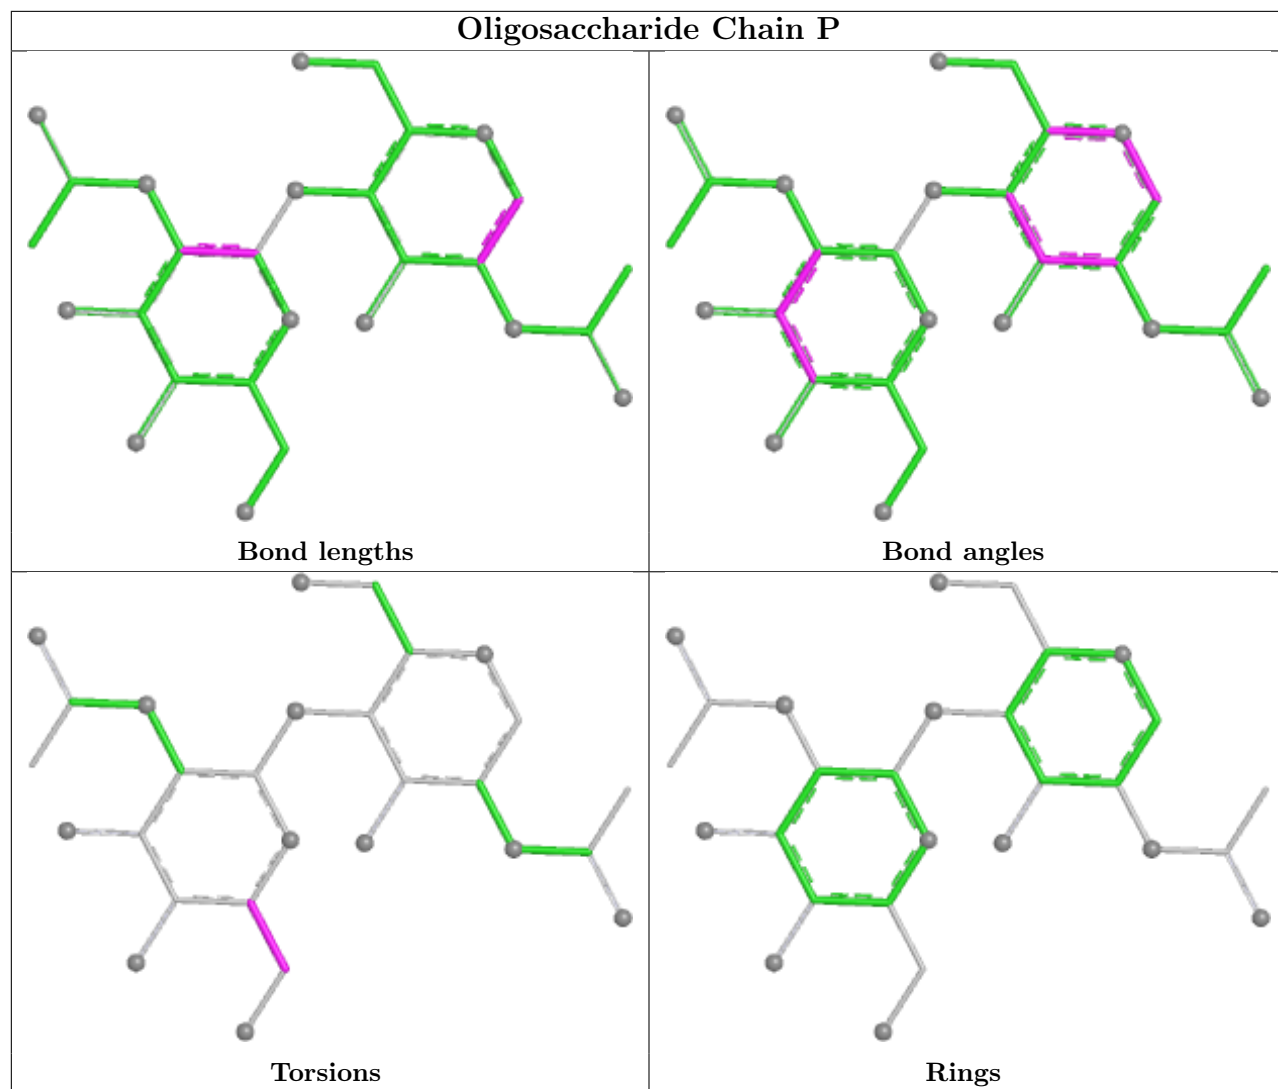 Oligosaccharide Chain P
Bond lengths
Bond angles
Torsions
Rings